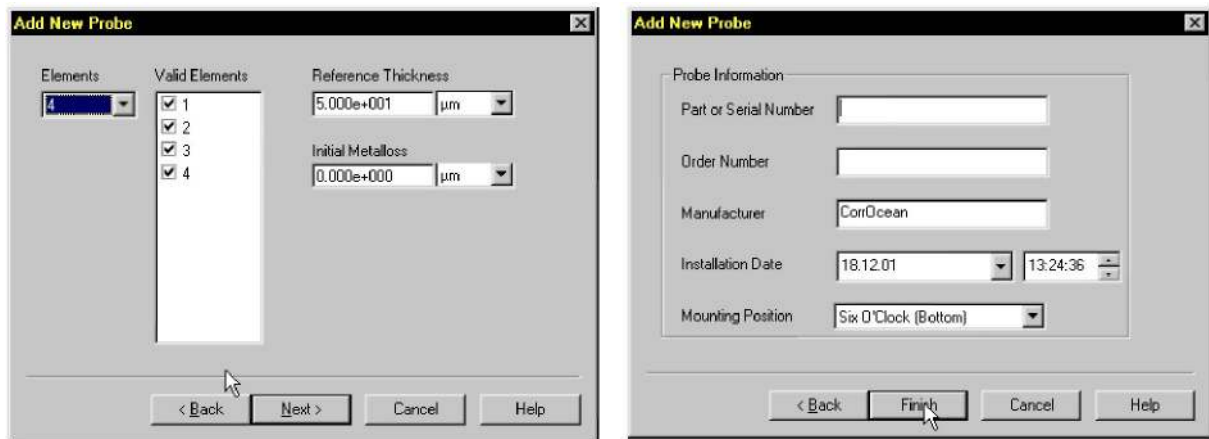 Add New Probe
Elements
Valid Elements
Reference Thickness
4
1
2
3
4
5.000e+001
µm
Initial Metalloss
0.000e+000
µm
< Back
Next >
Cancel
Help
Add New Probe
Probe Information
Part or Serial Number
Order Number
Manufacturer
CorrOcean
Installation Date
18.12.01
13:24:36
Mounting Position
Six O'Clock (Bottom)
< Back
Finish
Cancel
Help